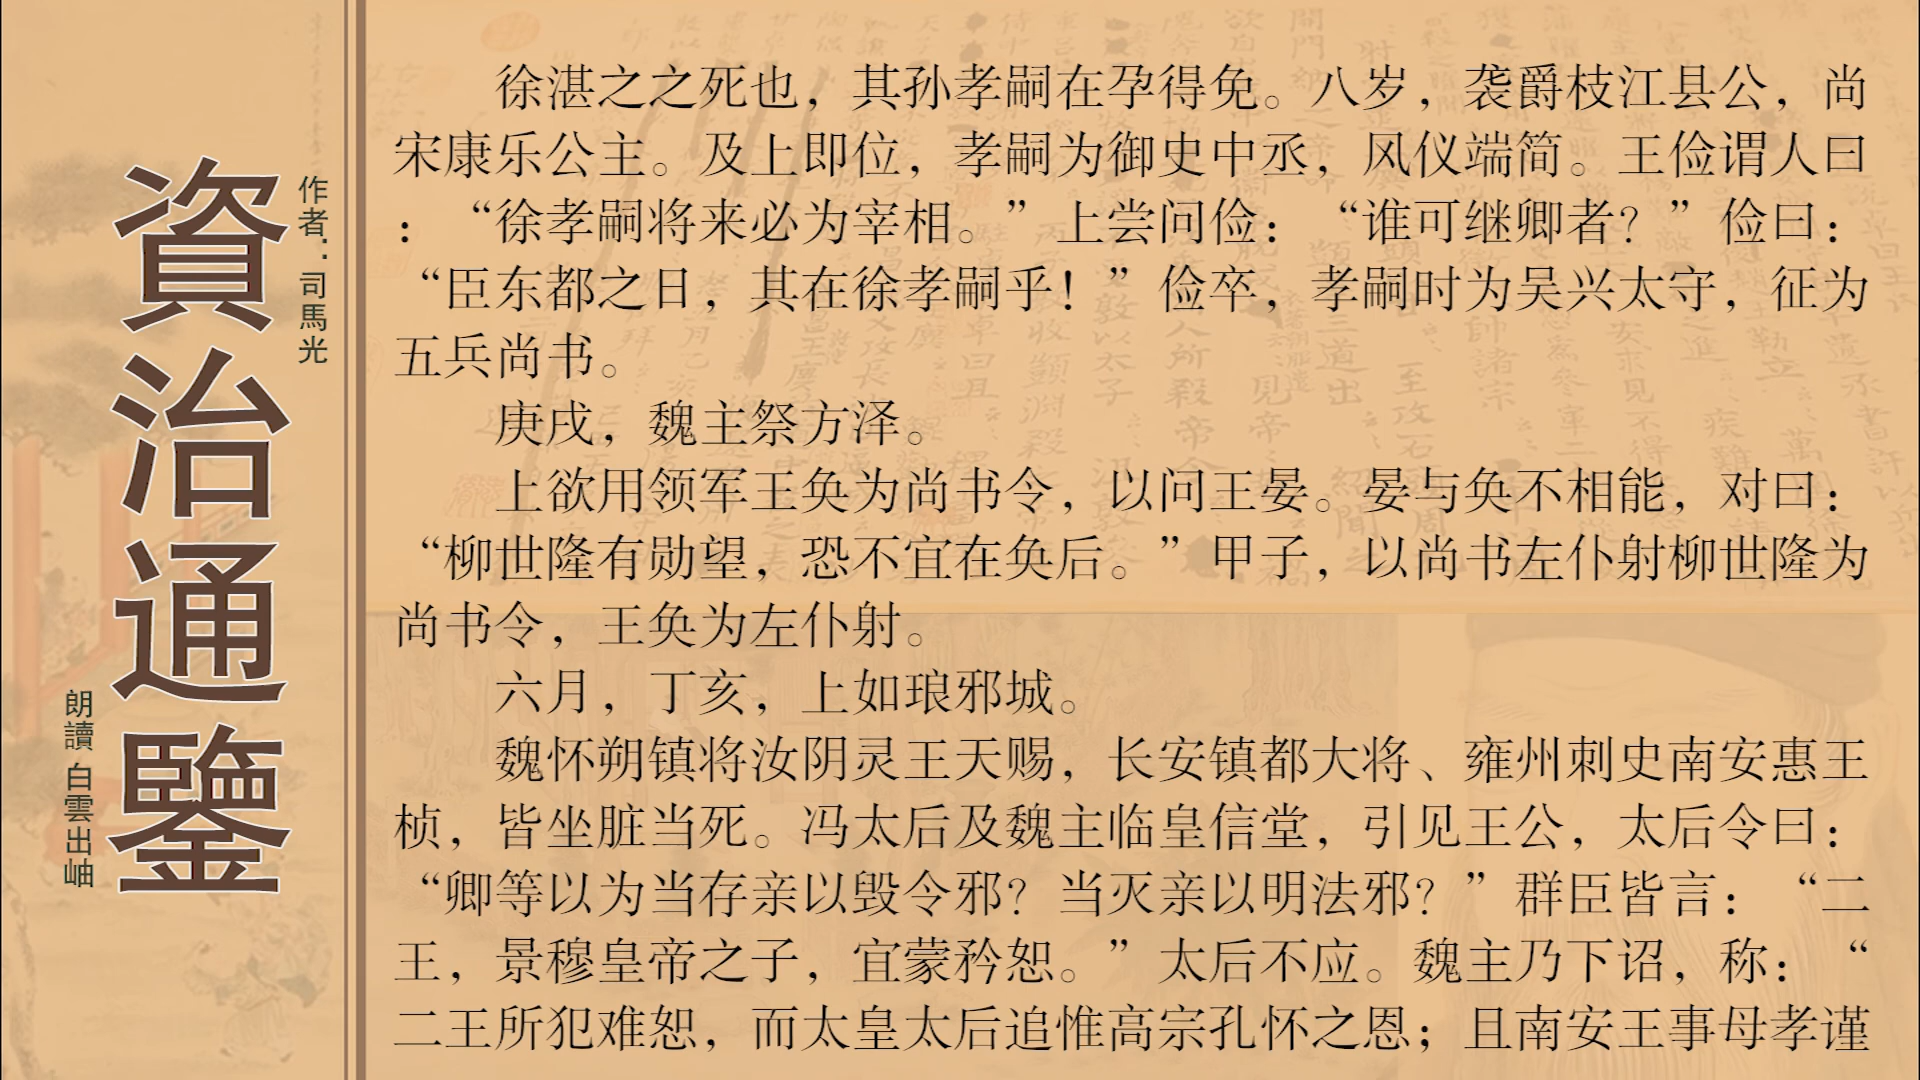 資治通鑒
作者：司馬光
朗讀 白雲出岫
徐湛之之死也，其孙孝嗣在孕得免。八岁，袭爵枝江县公，尚
宋康乐公主。及上即位，孝嗣为御史中丞，风仪端简。王俭谓人曰
：“徐孝嗣将来必为宰相。”上尝问俭：“谁可继卿者？”俭曰：
“臣东都之日，其在徐孝嗣乎！”俭卒，孝嗣时为吴兴太守，征为
五兵尚书。
庚戌，魏主祭方泽。
上欲用领军王奂为尚书令，以问王晏。晏与奂不相能，对曰：
“柳世隆有勋望，恐不宜在奂后。”甲子，以尚书左仆射柳世隆为
尚书令，王奂为左仆射。
六月，丁亥，上如琅邪城。
魏怀朔镇将汝阴灵王天赐，长安镇都大将、雍州刺史南安惠王
桢，皆坐脏当死。冯太后及魏主临皇信堂，引见王公，太后令曰：
“卿等以为当存亲以毁令邪？当灭亲以明法邪？”群臣皆言：“二
王，景穆皇帝之子，宜蒙矜恕。”太后不应。魏主乃下诏，称：“
二王所犯难恕，而太皇太后追惟高宗孔怀之恩；且南安王事母孝谨